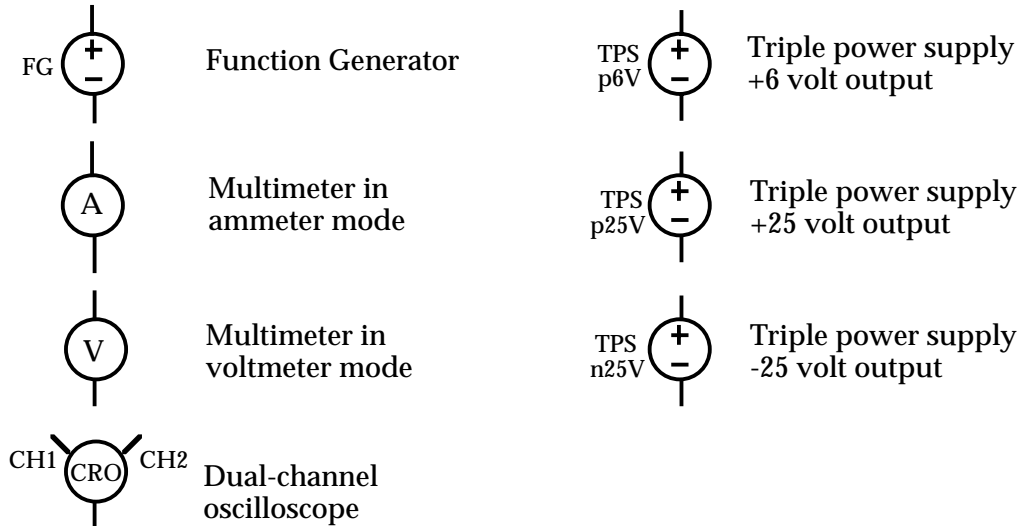 FG
+
−
Function Generator
A
Multimeter in
ammeter mode
V
Multimeter in
voltmeter mode
CH1
CRO
CH2
Dual-channel
oscilloscope
TPS
p6V
+
−
Triple power supply
+6 volt output
TPS
p25V
+
−
Triple power supply
+25 volt output
TPS
n25V
+
−
Triple power supply
-25 volt output